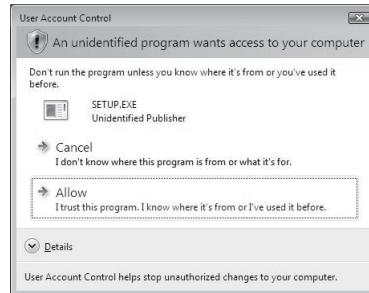 User Account Control
An unidentified program wants access to your computer
Don't run the program unless you know where it's from or you've used it
before.
SETUP.EXE
Unidentified Publisher
Cancel
I don't know where this program is from or what it's for.
Allow
I trust this program. I know where it's from or I've used it before.
Details
User Account Control helps stop unauthorized changes to your computer.